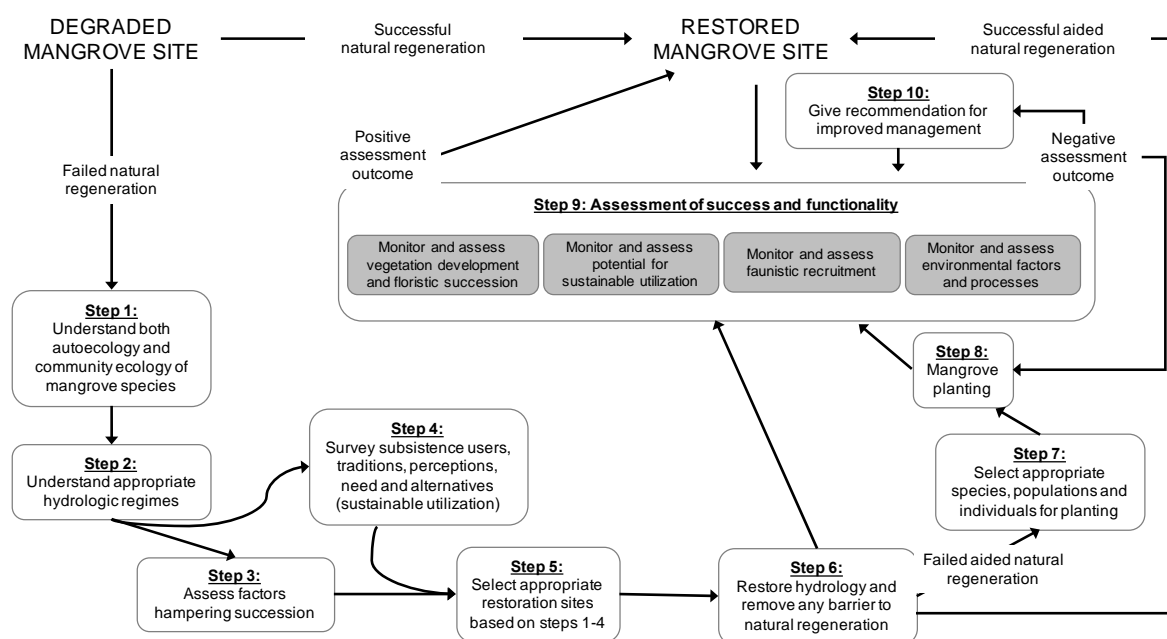 DEGRADED
MANGROVE SITE
Successful
natural regeneration
RESTORED
MANGROVE SITE
Successful aided
natural regeneration
Step 10:
Give recommendation for
improved management
Positive
assessment
outcome
Negative
assessment
outcome
Failed natural
regeneration
Step 9: Assessment of success and functionality
Monitor and assess
vegetation development
and floristic succession
Monitor and assess
potential for
sustainable utilization
Monitor and assess
faunistic recruitment
Monitor and assess
environmental factors
and processes
Step 1:
Understand both
autoecology and
community ecology of
mangrove species
Step 8:
Mangrove
planting
Step 2:
Understand appropriate
hydrologic regimes
Step 4:
Survey subsistence users,
traditions, perceptions,
need and alternatives
(sustainable utilization)
Step 7:
Select appropriate
species, populations and
individuals for planting
Step 3:
Assess factors
hampering succession
Step 5:
Select appropriate
restoration sites
based on steps 1-4
Step 6:
Restore hydrology and
remove any barrier to
natural regeneration
Failed aided natural
regeneration